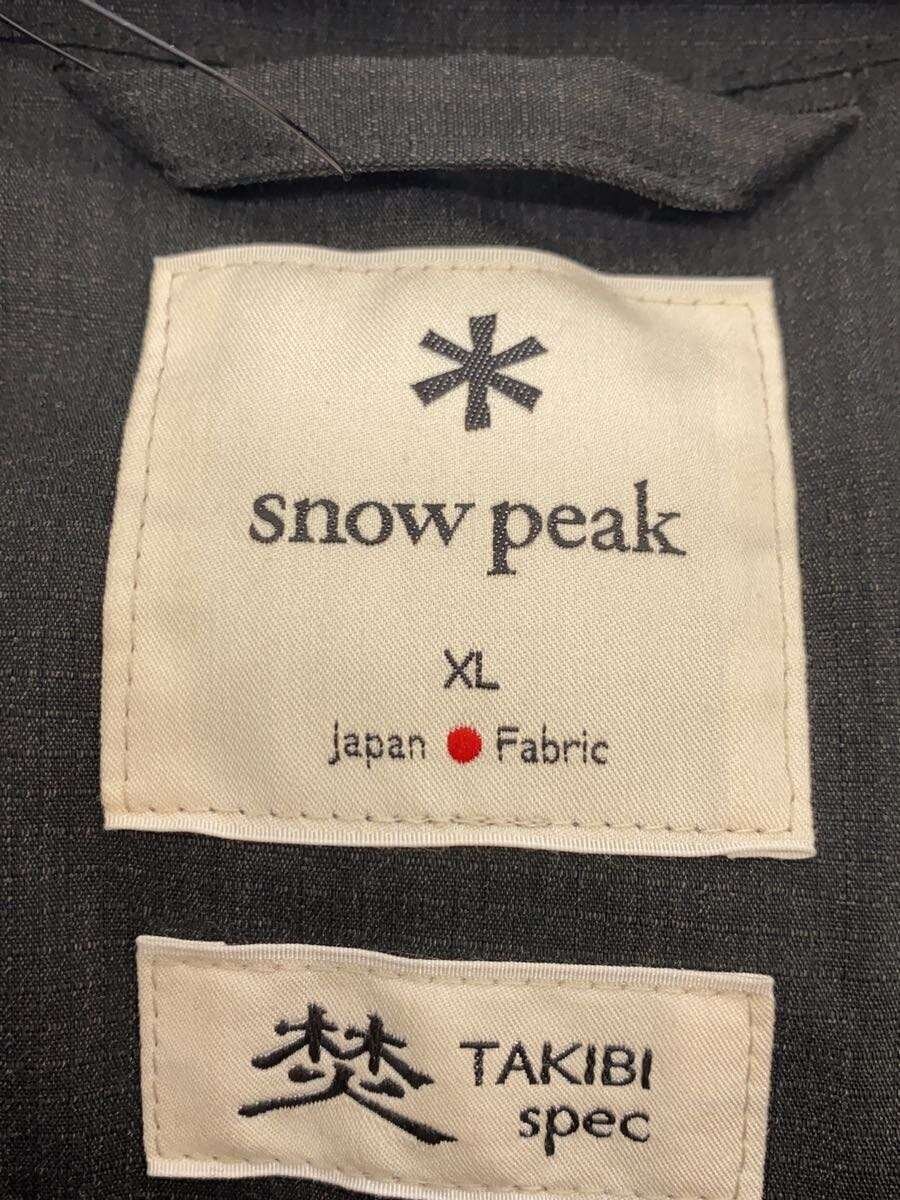 snow peak
XL
Japan Fabric
焚 TAKIBI
spec